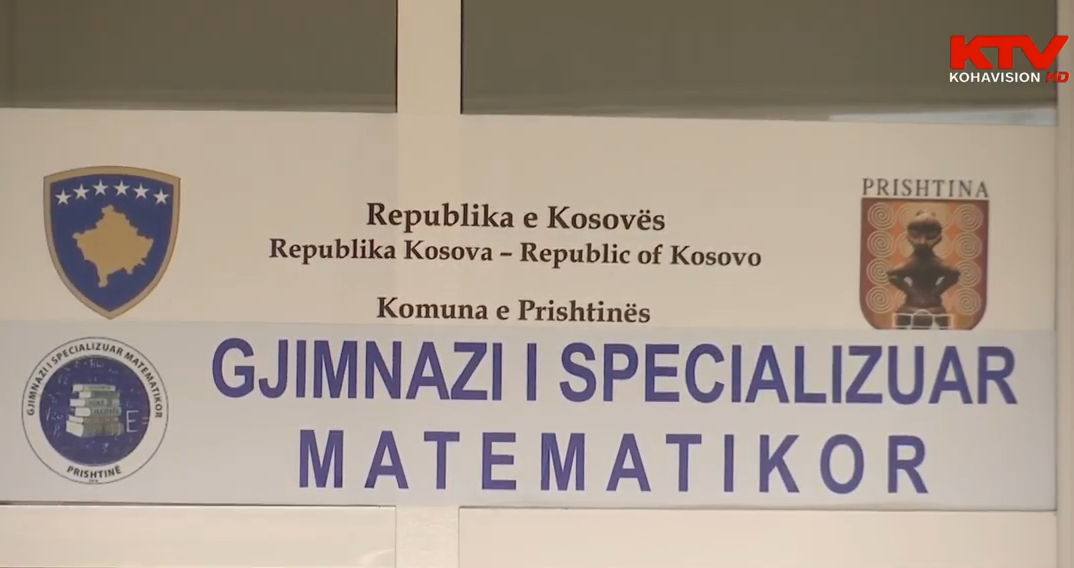 KTV
KOHAVISION HD
PRISHTINA
Republika e Kosovës
Republika Kosova – Republic of Kosovo
Komuna e Prishtinës
GJIMNAZI I SPECIALIZUAR
MATEMATIKOR
GJIMNAZI I SPECIALIZUAR MATEMATIKOR
PRISHTINË